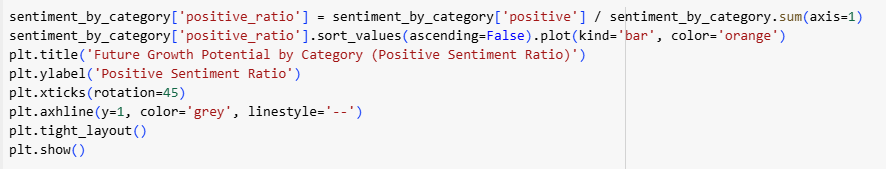 sentiment_by_category['positive_ratio'] = sentiment_by_category['positive'] / sentiment_by_category.sum(axis=1)
sentiment_by_category['positive_ratio'].sort_values(ascending=False).plot(kind='bar', color='orange')
plt.title('Future Growth Potential by Category (Positive Sentiment Ratio)')
plt.ylabel('Positive Sentiment Ratio')
plt.xticks(rotation=45)
plt.axhline(y=1, color='grey', linestyle='--')
plt.tight_layout()
plt.show()